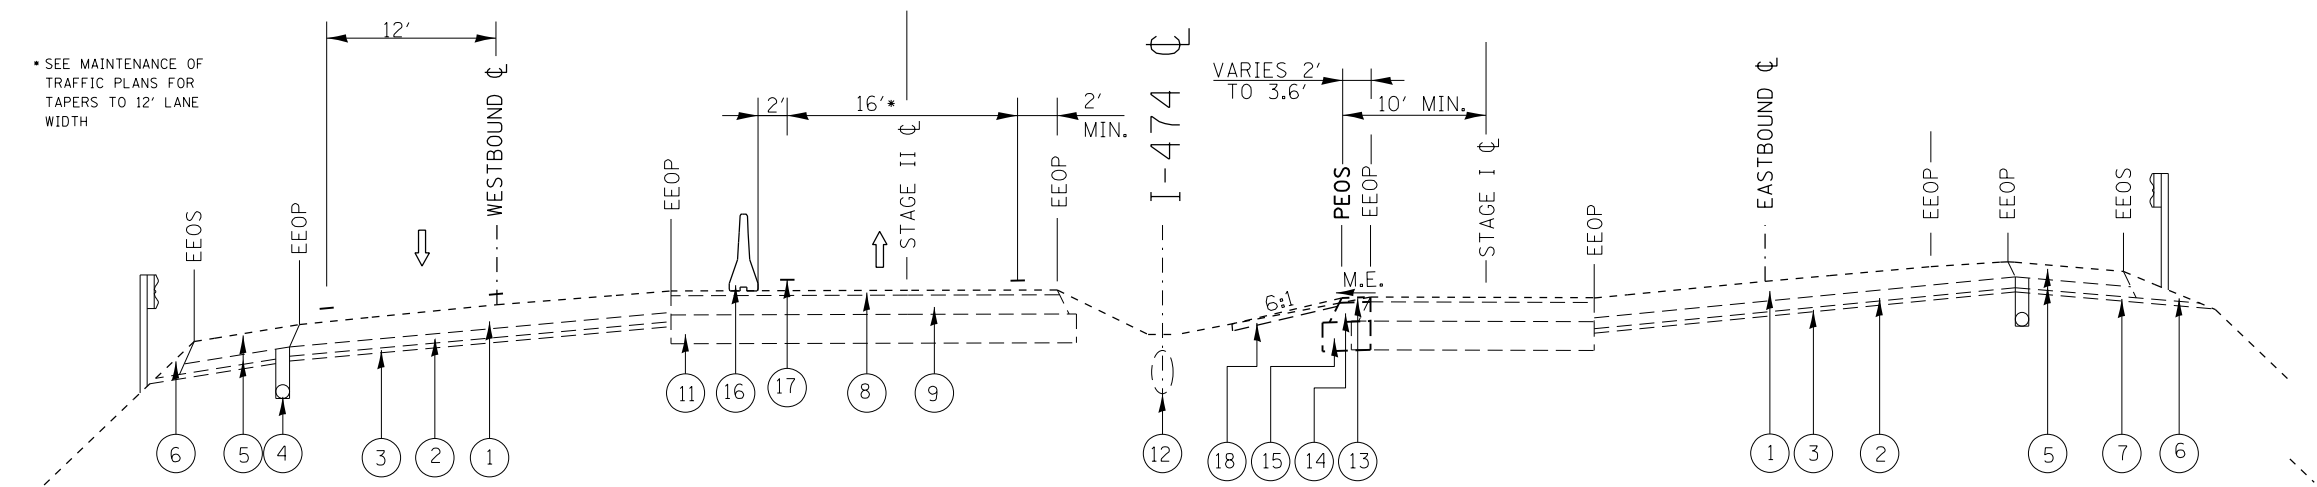 * SEE MAINTENANCE OF
TRAFFIC PLANS FOR
TAPERS TO 12' LANE
WIDTH
12'
WESTBOUND ℄
2'
16'*
STAGE II ℄
2'
MIN.
I-474 ℄
VARIES 2'
TO 3.6'
10' MIN.
STAGE I ℄
EASTBOUND ℄
EEOS
EEOP
EEOP
EEOP
PEOS
EEOP
EEOP
EEOP
EEOP
EEOS
M.E.
6:1
6
5
4
3
2
1
11
16
17
8
9
12
18
15
14
13
1
3
2
5
7
6